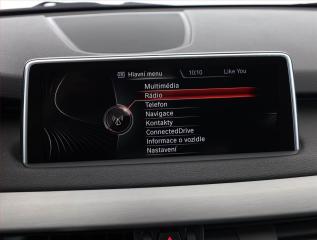 Hlavní menu 10:10 Like You
Multimédia
Rádio
Telefon
Navigace
Kontakty
ConnectedDrive
Informace o vozidle
Nastavení